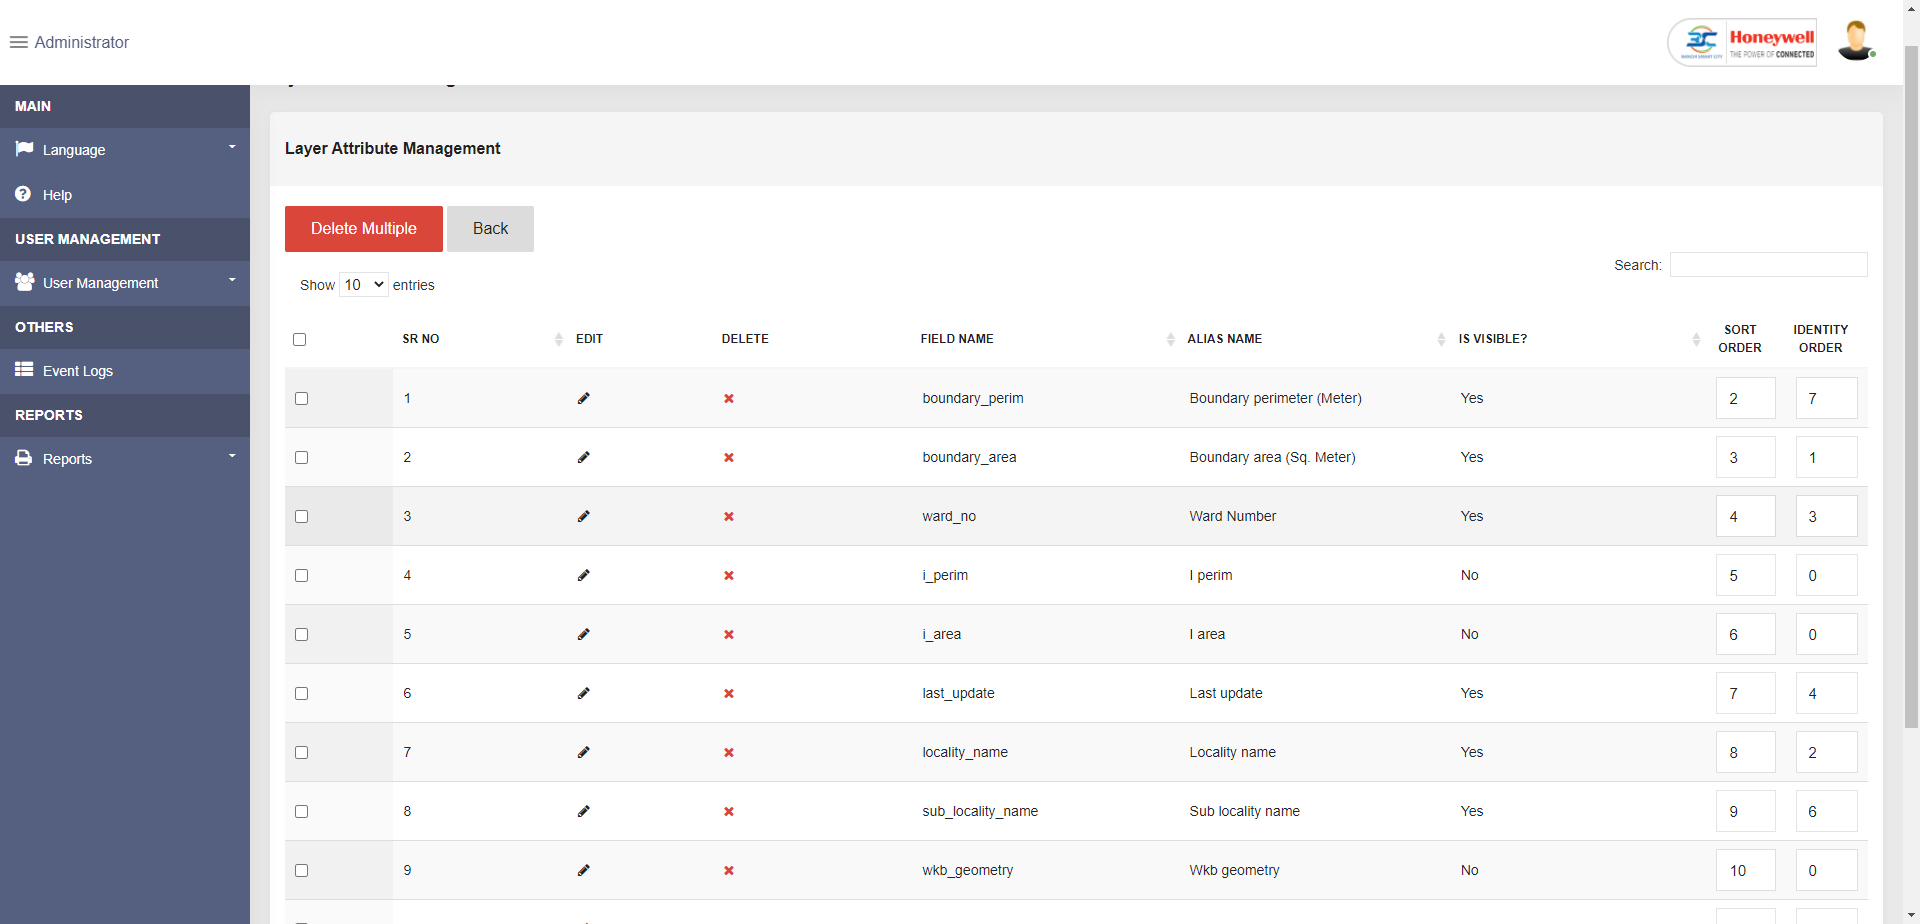 Administrator
Honeywell
THE POWER OF CONNECTED
MAIN
Language
Help
USER MANAGEMENT
User Management
OTHERS
Event Logs
REPORTS
Reports
Layer Attribute Management
Delete Multiple Back
Show 10 entries
Search:
SR NO EDIT DELETE FIELD NAME ALIAS NAME IS VISIBLE? SORT ORDER IDENTITY ORDER
1 boundary_perim Boundary perimeter (Meter) Yes 2 7
2 boundary_area Boundary area (Sq. Meter) Yes 3 1
3 ward_no Ward Number Yes 4 3
4 i_perim I perim No 5 0
5 i_area I area No 6 0
6 last_update Last update Yes 7 4
7 locality_name Locality name Yes 8 2
8 sub_locality_name Sub locality name Yes 9 6
9 wkb_geometry Wkb geometry No 10 0